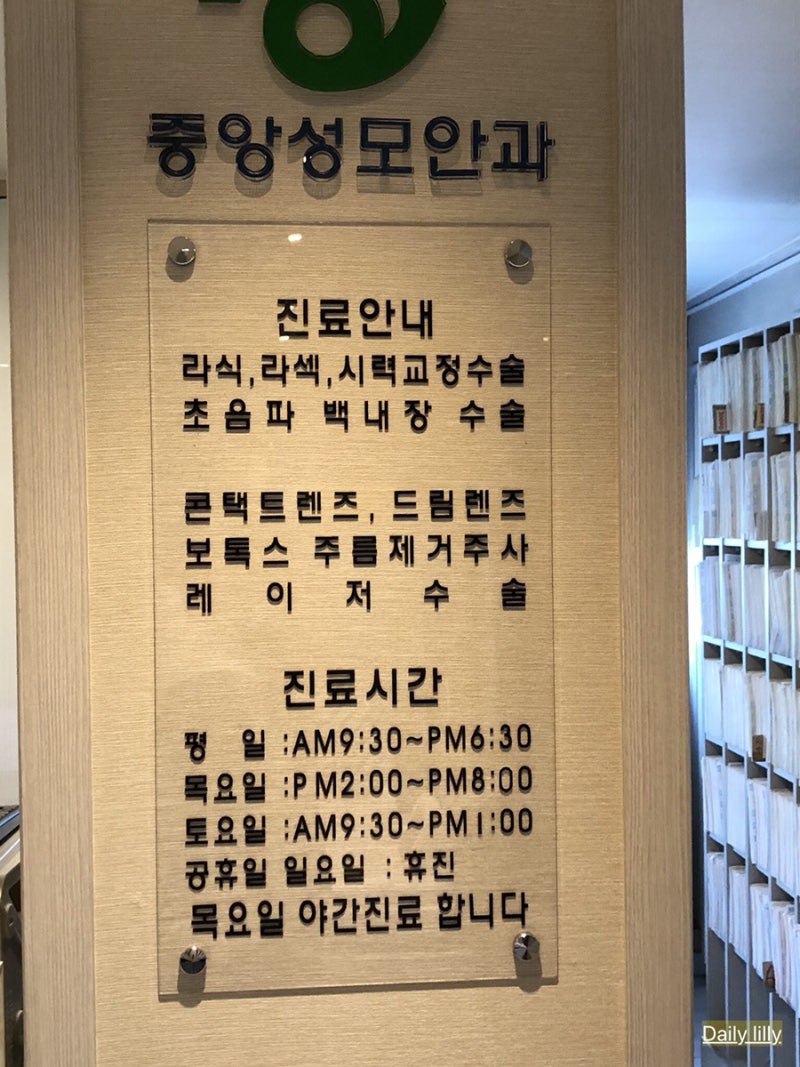 중앙성모안과
진료안내
라식,라섹,시력교정수술
초음파 백내장 수술
콘택트렌즈, 드림렌즈
보톡스 주름제거주사
레 이 저 수 술
진료시간
평 일 :AM9:30~PM6:30
목요일 :PM2:00~PM8:00
토요일 :AM9:30~PM1:00
공휴일 일요일 : 휴진
목요일 야간진료 합니다
Daily lilly